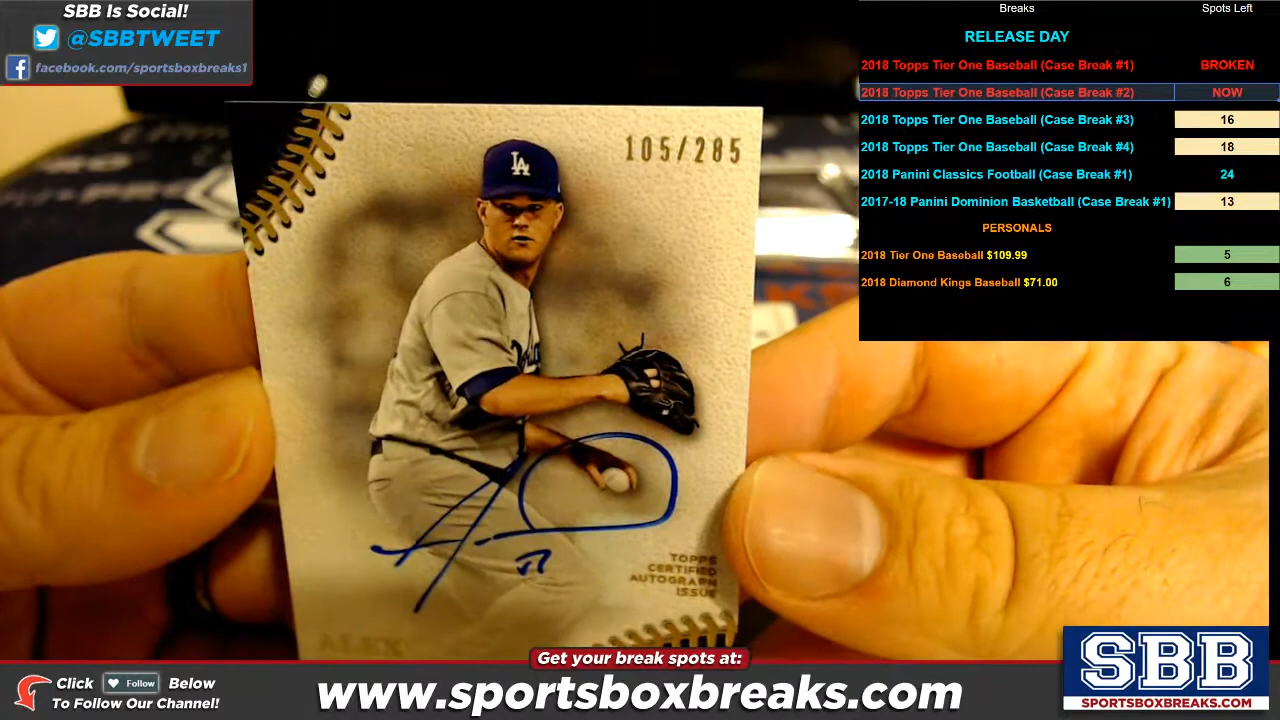 SBB Is Social!
@SBBTWEET
facebook.com/sportsboxbreaks1
Breaks Spots Left
RELEASE DAY
2018 Topps Tier One Baseball (Case Break #1) BROKEN
2018 Topps Tier One Baseball (Case Break #2) NOW
2018 Topps Tier One Baseball (Case Break #3) 16
2018 Topps Tier One Baseball (Case Break #4) 18
2018 Panini Classics Football (Case Break #1) 24
2017-18 Panini Dominion Basketball (Case Break #1) 13
PERSONALS
2018 Tier One Baseball $109.99 5
2018 Diamond Kings Baseball $71.00 6
105/285
LA
TOPPS
CERTIFIED
AUTOGRAPH
ISSUE
ALEX
Get your break spots at:
Click Follow Below
To Follow Our Channel!
www.sportsboxbreaks.com
SBB
SPORTSBOXBREAKS.COM